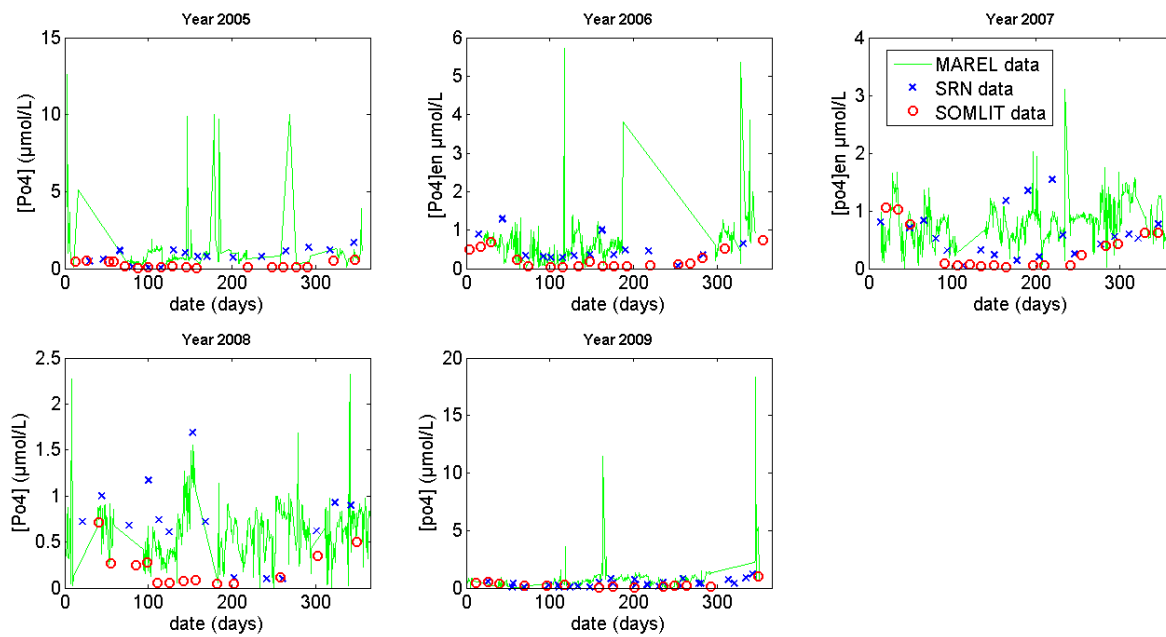 Year 2005
15
10
5
0
[Po4] (μmol/L)
0 100 200 300
date (days)
Year 2006
6
5
4
3
2
1
0
[Po4]en μmol/L
0 100 200 300
date (days)
Year 2007
4
3
2
1
0
[po4]en μmol/L
MAREL data
SRN data
SOMLIT data
0 100 200 300
date (days)
Year 2008
2.5
2
1.5
1
0.5
0
[Po4] (μmol/L)
0 100 200 300
date (days)
Year 2009
20
15
10
5
0
[po4] (μmol/L)
0 100 200 300
date (days)